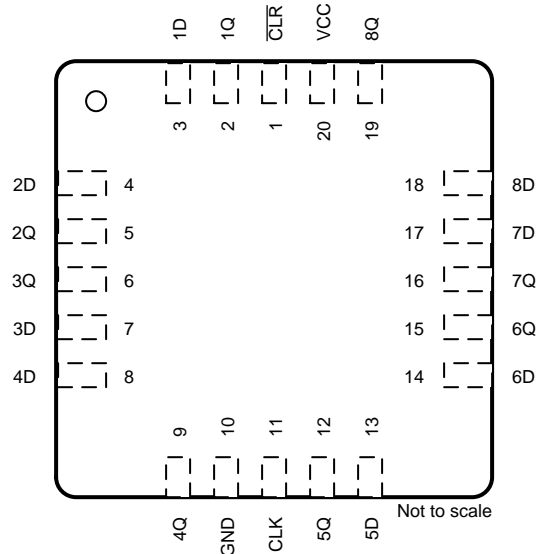 1D 1Q C̅L̅R̅ VCC 8Q
3 2 1 20 19
2D 4 18 8D
2Q 5 17 7D
3Q 6 16 7Q
3D 7 15 6Q
4D 8 14 6D
9 10 11 12 13
4Q GND CLK 5Q 5D
Not to scale